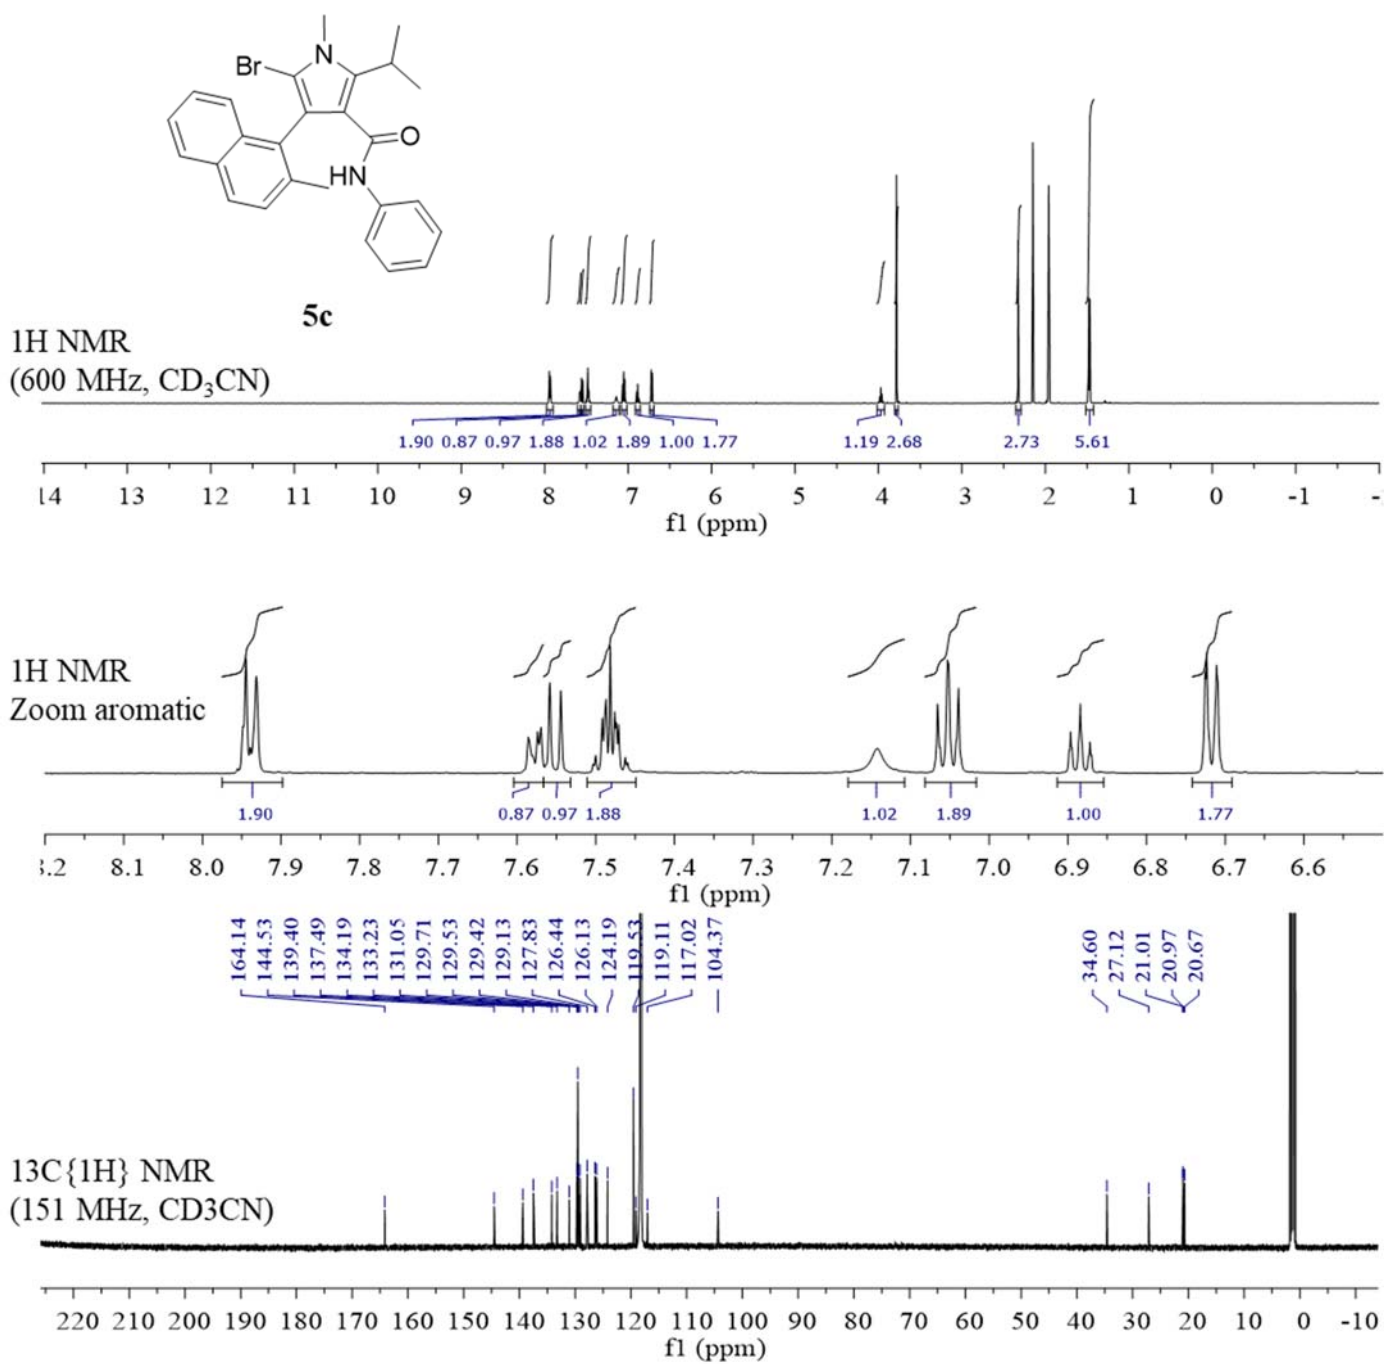 N
Br
O
HN
5c
1H NMR
(600 MHz, CD₃CN)
1.90 0.87 0.97 1.88 1.02 1.89 1.00 1.77 1.19 2.68 2.73 5.61
14 13 12 11 10 9 8 7 6 5 4 3 2 1 0 -1
f1 (ppm)
1H NMR
Zoom aromatic
1.90 0.87 0.97 1.88 1.02 1.89 1.00 1.77
8.1 8.0 7.9 7.8 7.7 7.6 7.5 7.4 7.3 7.2 7.1 7.0 6.9 6.8 6.7 6.6
f1 (ppm)
164.14
144.53
139.40
137.49
134.19
133.23
131.05
129.71
129.53
129.42
129.13
127.83
126.44
126.13
124.19
119.53
119.11
117.02
104.37
34.60
27.12
21.01
20.97
20.67
13C{1H} NMR
(151 MHz, CD3CN)
220 210 200 190 180 170 160 150 140 130 120 110 100 90 80 70 60 50 40 30 20 10 0 -10
f1 (ppm)